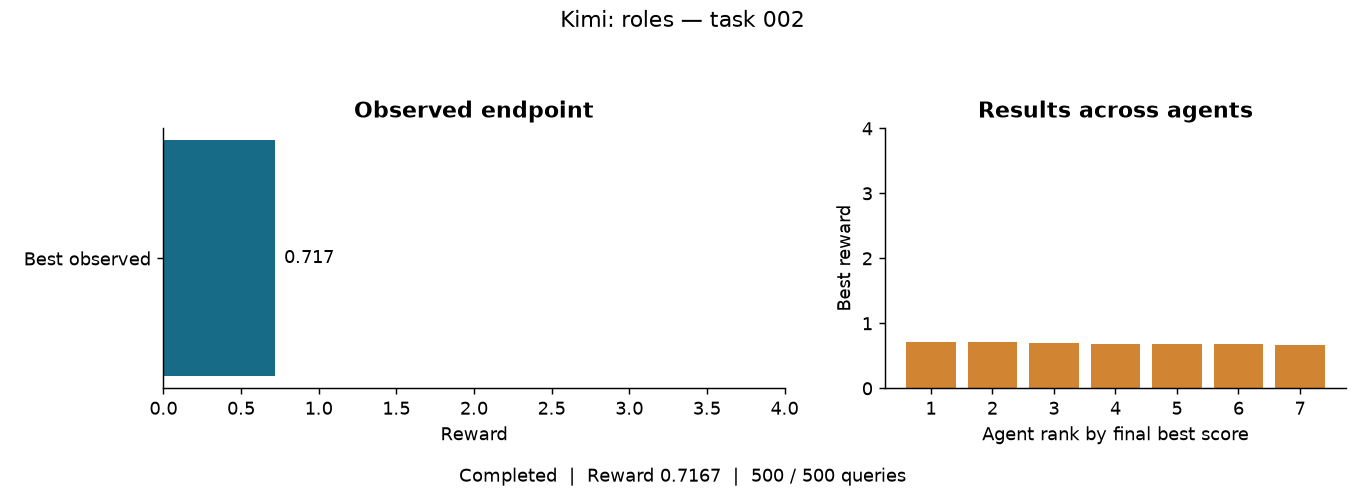 Kimi: roles — task 002
Observed endpoint
Best observed
0.717
0.0 0.5 1.0 1.5 2.0 2.5 3.0 3.5 4.0
Reward
Results across agents
Best reward
4
3
2
1
0
1 2 3 4 5 6 7
Agent rank by final best score
Completed | Reward 0.7167 | 500 / 500 queries